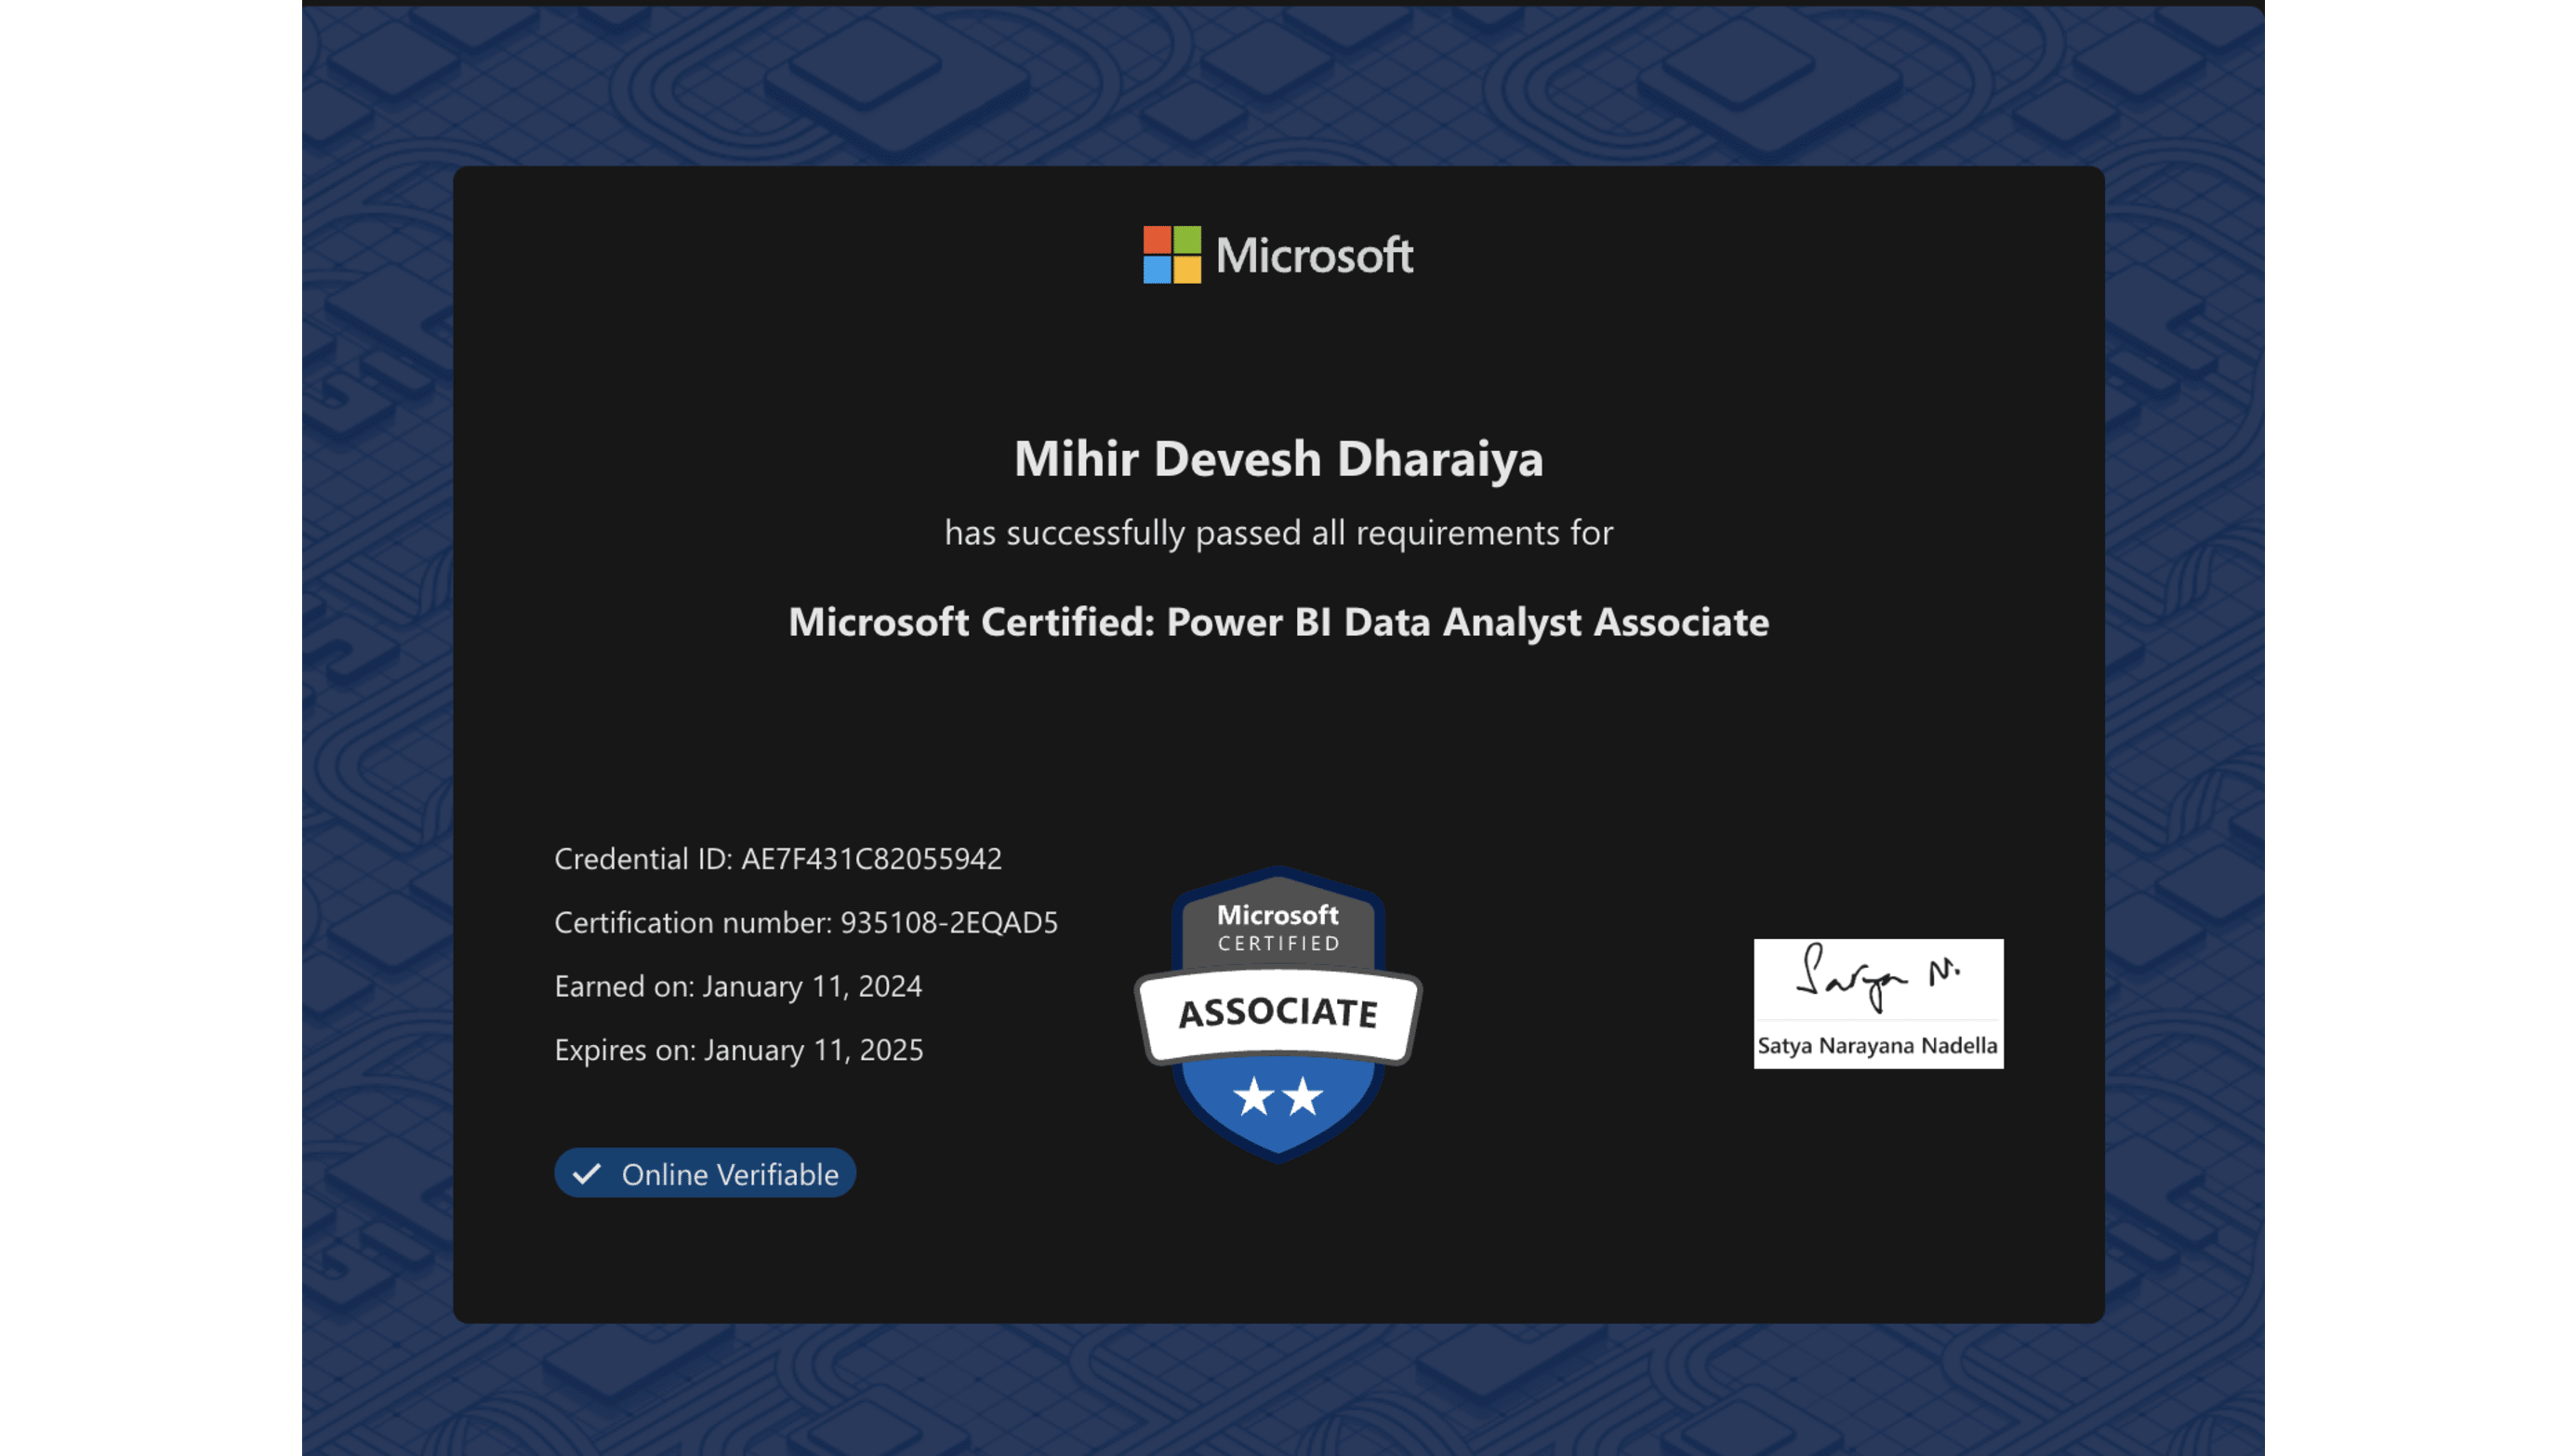 Microsoft
Mihir Devesh Dharaiya
has successfully passed all requirements for
Microsoft Certified: Power BI Data Analyst Associate
Credential ID: AE7F431C82055942
Certification number: 935108-2EQAD5
Earned on: January 11, 2024
Expires on: January 11, 2025
Online Verifiable
Microsoft
CERTIFIED
ASSOCIATE
Satya N.
Satya Narayana Nadella